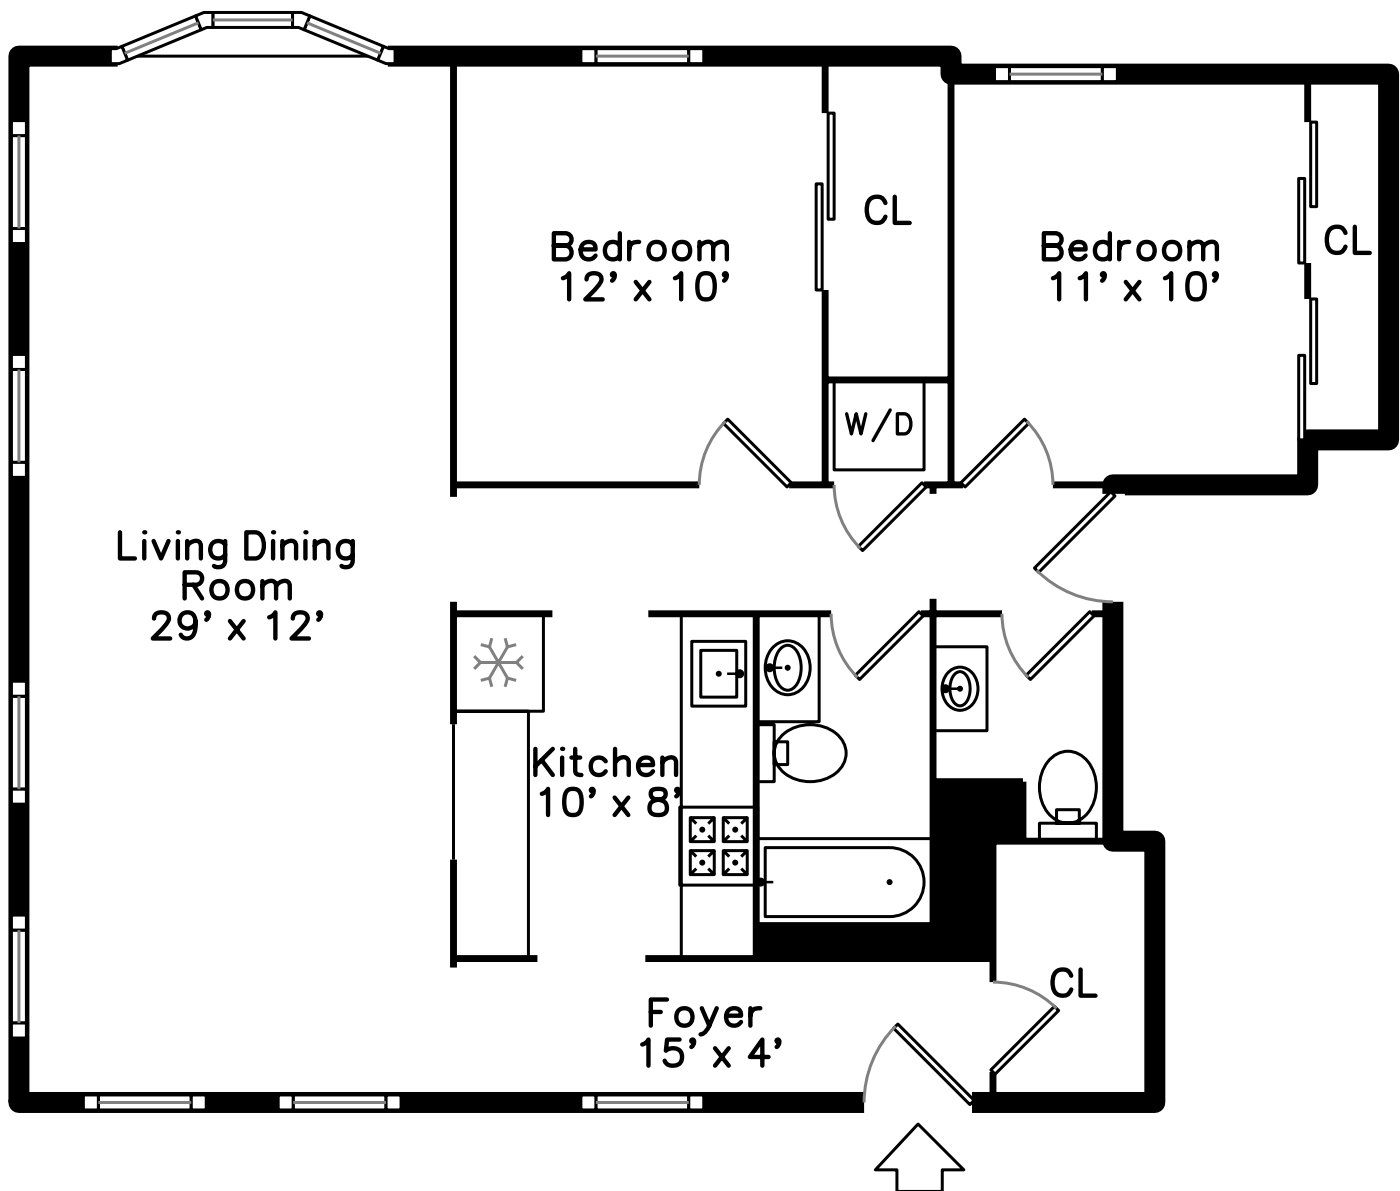 CL
Bedroom
12' x 10'
Bedroom
11' x 10'
CL
W/D
Living Dining
Room
29' x 12'
Kitchen
10' x 8'
CL
Foyer
15' x 4'